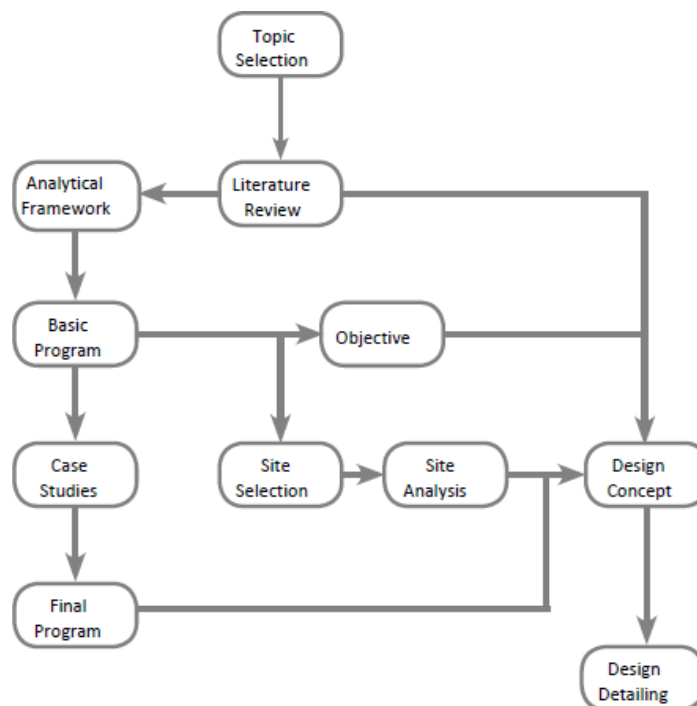 Topic
Selection
Analytical
Framework
Literature
Review
Basic
Program
Objective
Case
Studies
Site
Selection
Site
Analysis
Design
Concept
Final
Program
Design
Detailing